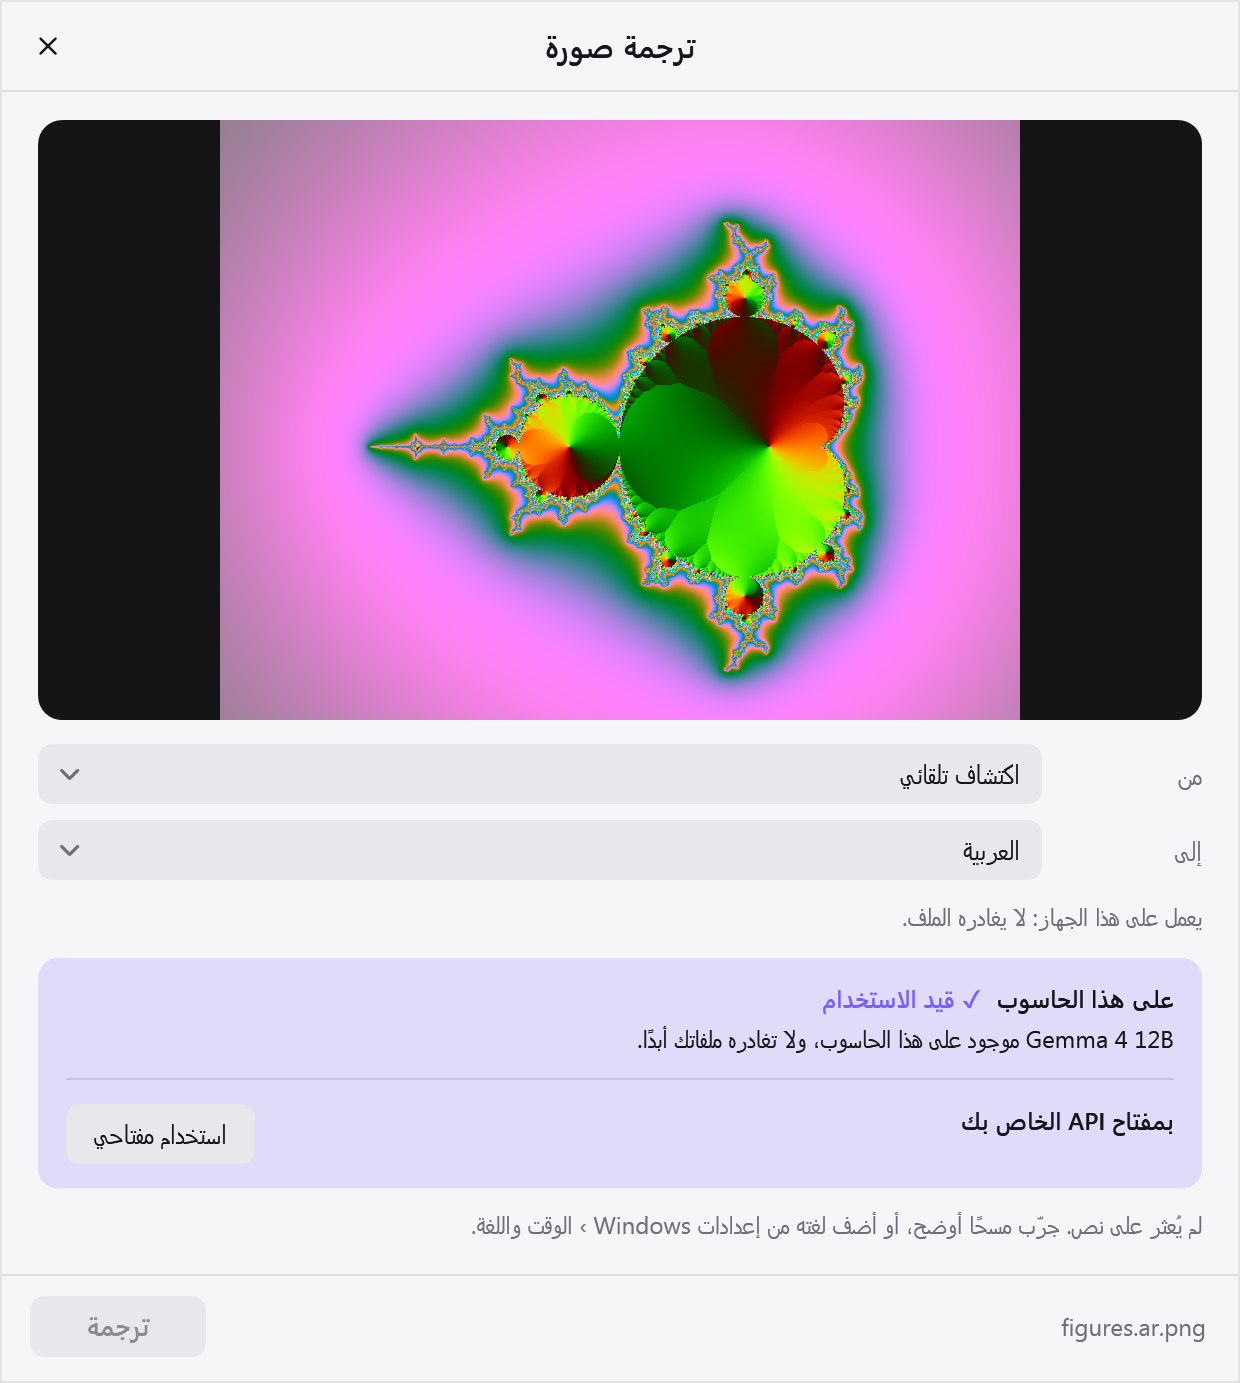 ترجمة صورة
من
اكتشاف تلقائي
إلى
العربية
يعمل على هذا الجهاز: لا يغادره الملف.
على هذا الحاسوب ✓ قيد الاستخدام
Gemma 4 12B موجود على هذا الحاسوب، ولا تغادره ملفاتك أبدًا.
بمفتاح API الخاص بك
استخدام مفتاحي
لم يُعثر على نص. جرّب مسحًا أوضح، أو أضف لغته من إعدادات Windows › الوقت واللغة.
figures.ar.png
ترجمة